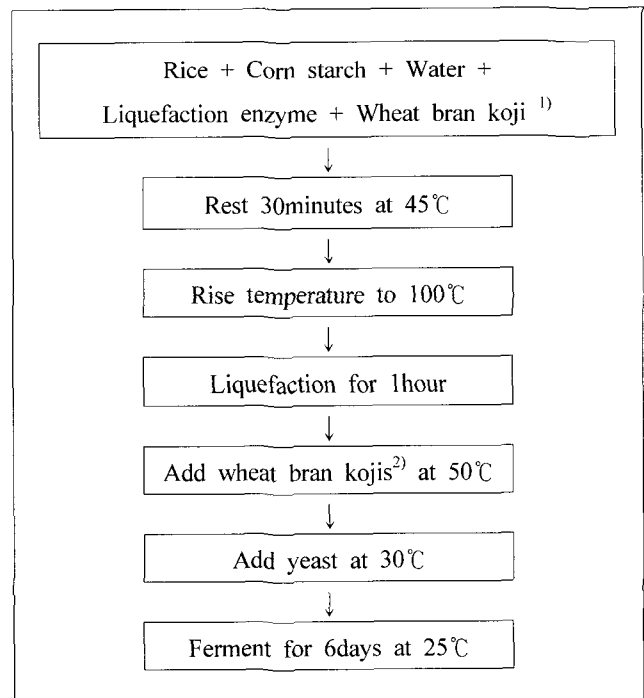 Rice + Corn starch + Water +
Liquefaction enzyme + Wheat bran koji 1)
↓
Rest 30minutes at 45℃
↓
Rise temperature to 100℃
↓
Liquefaction for 1hour
↓
Add wheat bran kojis2) at 50℃
↓
Add yeast at 30℃
↓
Ferment for 6days at 25℃